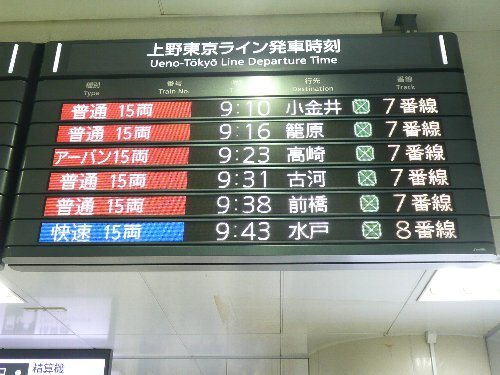 上野東京ライン発車時刻
Ueno-Tōkyō Line Departure Time
種別 番号 行先 番線
Type Train No. Destination Track
普通 15両 9:10 小金井 7番線
普通 15両 9:16 籠原 7番線
アーバン15両 9:23 高崎 7番線
普通 15両 9:31 古河 7番線
普通 15両 9:38 前橋 7番線
快速 15両 9:43 水戸 8番線
精算機